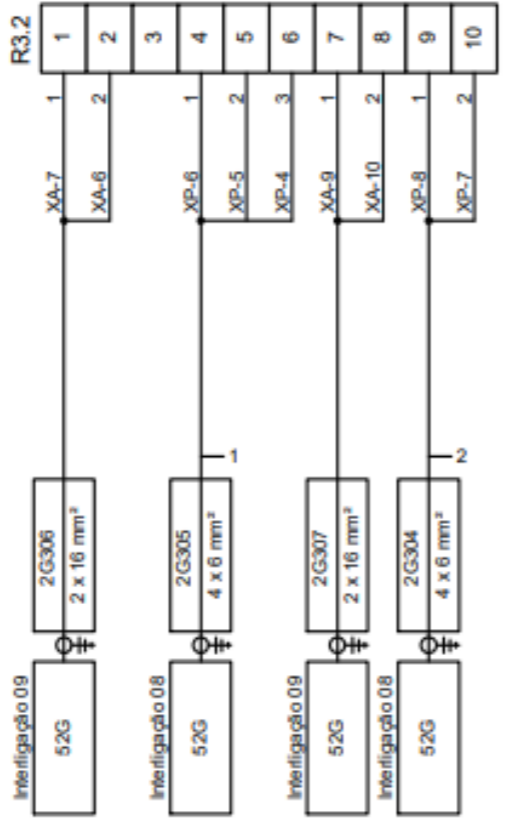 R3.2
1
2
3
4
5
6
7
8
9
10
1
2
1
2
3
1
2
1
2
XA-7
XA-6
XP-6
XP-5
XP-4
XA-9
XA-10
XP-8
XP-7
1
2
2G306
2 x 16 mm²
2G305
4 x 6 mm²
2G307
2 x 16 mm²
2G304
4 x 6 mm²
Interligação 09
52G
Interligação 08
52G
Interligação 09
52G
Interligação 08
52G